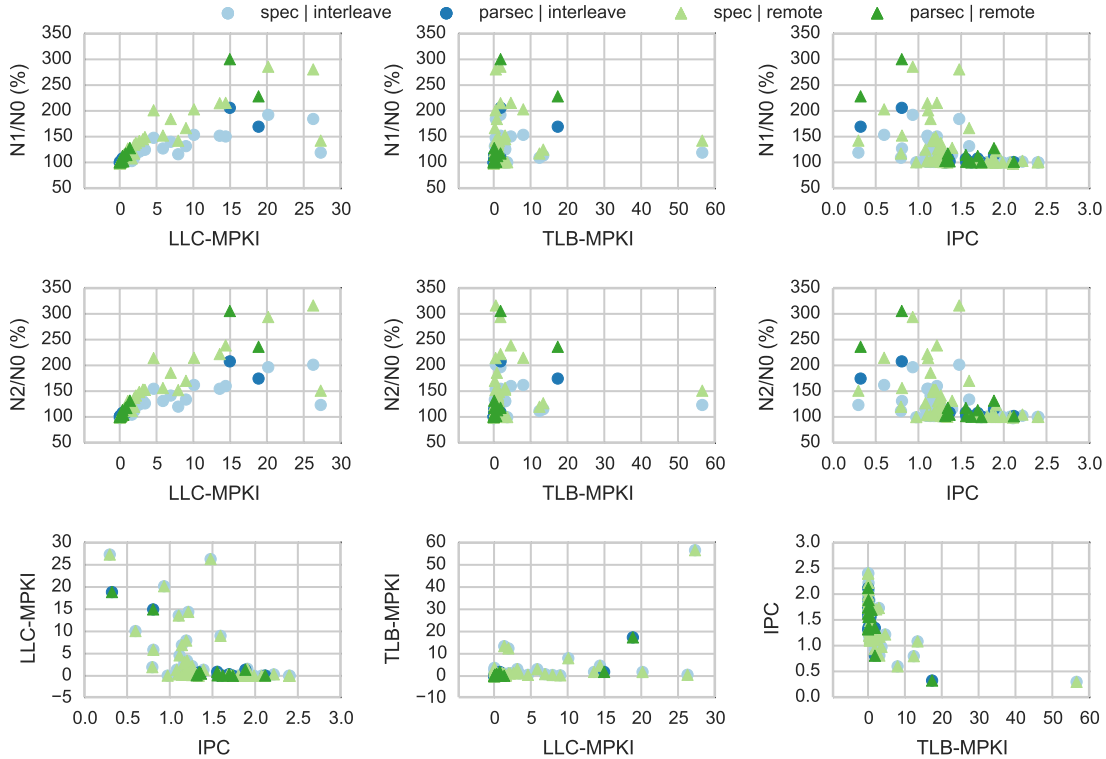 spec | interleave parsec | interleave spec | remote parsec | remote
350 350 350
300 300 300
250 250 250
200 200 200
150 150 150
100 100 100
50 50 50
N1/N0 (%) N1/N0 (%) N1/N0 (%)
0 5 10 15 20 25 30 0 10 20 30 40 50 60 0.0 0.5 1.0 1.5 2.0 2.5 3.0
LLC-MPKI TLB-MPKI IPC
350 350 350
300 300 300
250 250 250
200 200 200
150 150 150
100 100 100
50 50 50
N2/N0 (%) N2/N0 (%) N2/N0 (%)
0 5 10 15 20 25 30 0 10 20 30 40 50 60 0.0 0.5 1.0 1.5 2.0 2.5 3.0
LLC-MPKI TLB-MPKI IPC
30 60 3.0
25 50 2.5
20 40 2.0
15 30 1.5
10 20 1.0
5 10 0.5
0 0 0.0
−5 −10
LLC-MPKI TLB-MPKI IPC
0.0 0.5 1.0 1.5 2.0 2.5 3.0 0 5 10 15 20 25 30 0 10 20 30 40 50 60
IPC LLC-MPKI TLB-MPKI